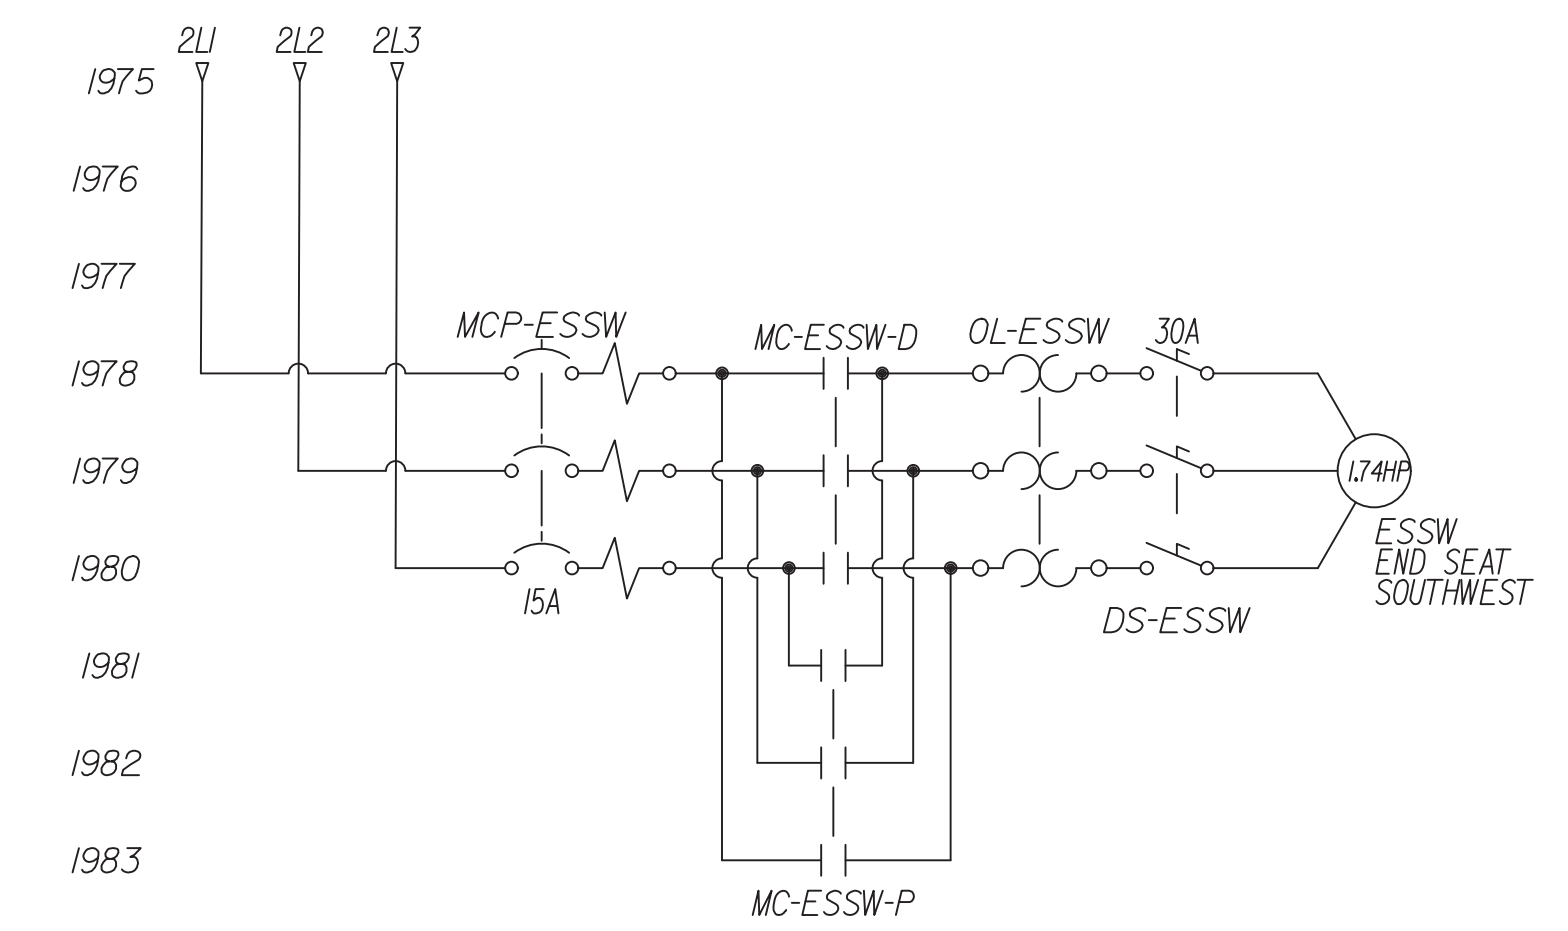 2L1 2L2 2L3
1975
1976
1977
MCP-ESSW MC-ESSW-D OL-ESSW 30A
1978
1979 1.74HP
ESSW
END SEAT
SOUTHWEST
1980
15A DS-ESSW
1981
1982
1983
MC-ESSW-P